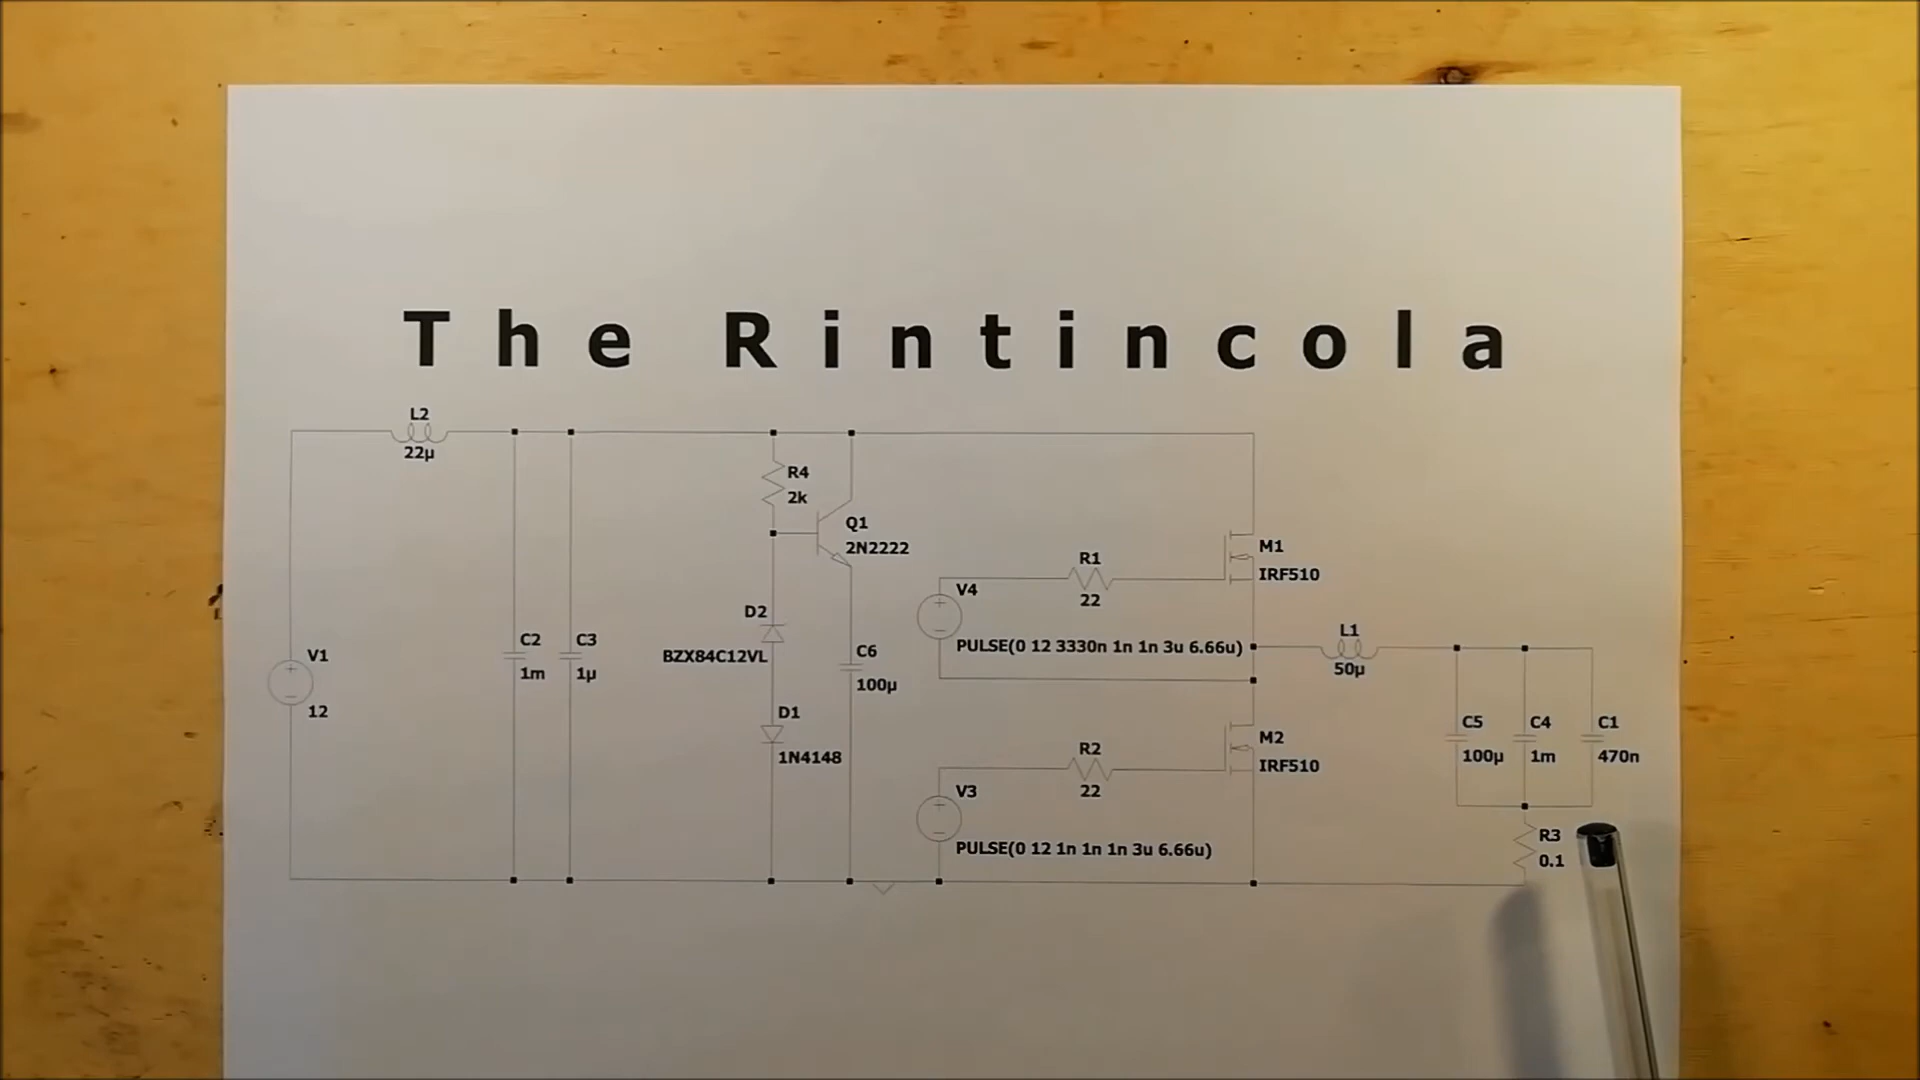 The Rintincola
L2
22µ
R4
2k
Q1
2N2222
R1
22
M1
IRF510
V4
PULSE(0 12 3330n 1n 1n 3u 6.66u)
D2
BZX84C12VL
L1
50µ
C2
1m
C3
1µ
C6
100µ
V1
12
D1
1N4148
R2
22
M2
IRF510
V3
PULSE(0 12 1n 1n 1n 3u 6.66u)
C5
100µ
C4
1m
C1
470n
R3
0.1